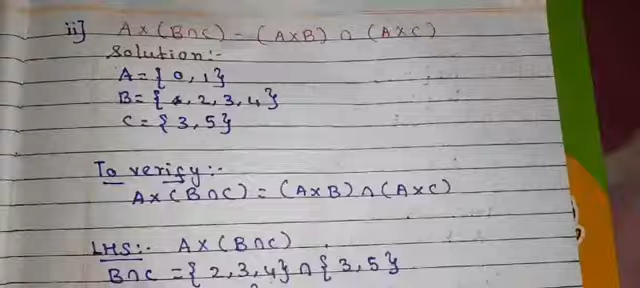 ii] A×(B∩C) = (A×B) ∩ (A×C)
Solution:-
A={0,1}
B={2,3,4}
C={3,5}
To verify:-
A×(B∩C) = (A×B)∩(A×C)
LHS:- A×(B∩C)
B∩C = {2,3,4}∩{3,5}